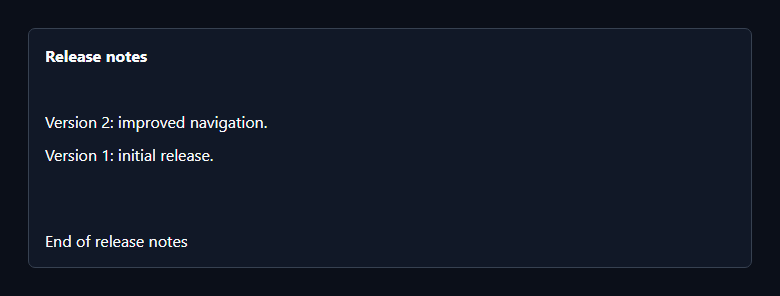 Release notes
Version 2: improved navigation.
Version 1: initial release.
End of release notes